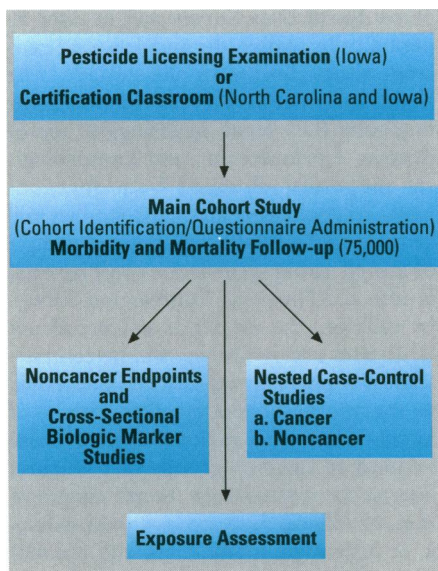 Pesticide Licensing Examination (Iowa)
or
Certification Classroom (North Carolina and Iowa)
Main Cohort Study
(Cohort Identification/Questionnaire Administration)
Morbidity and Mortality Follow-up (75,000)
Noncancer Endpoints
and
Cross-Sectional
Biologic Marker
Studies
Nested Case-Control
Studies
a. Cancer
b. Noncancer
Exposure Assessment